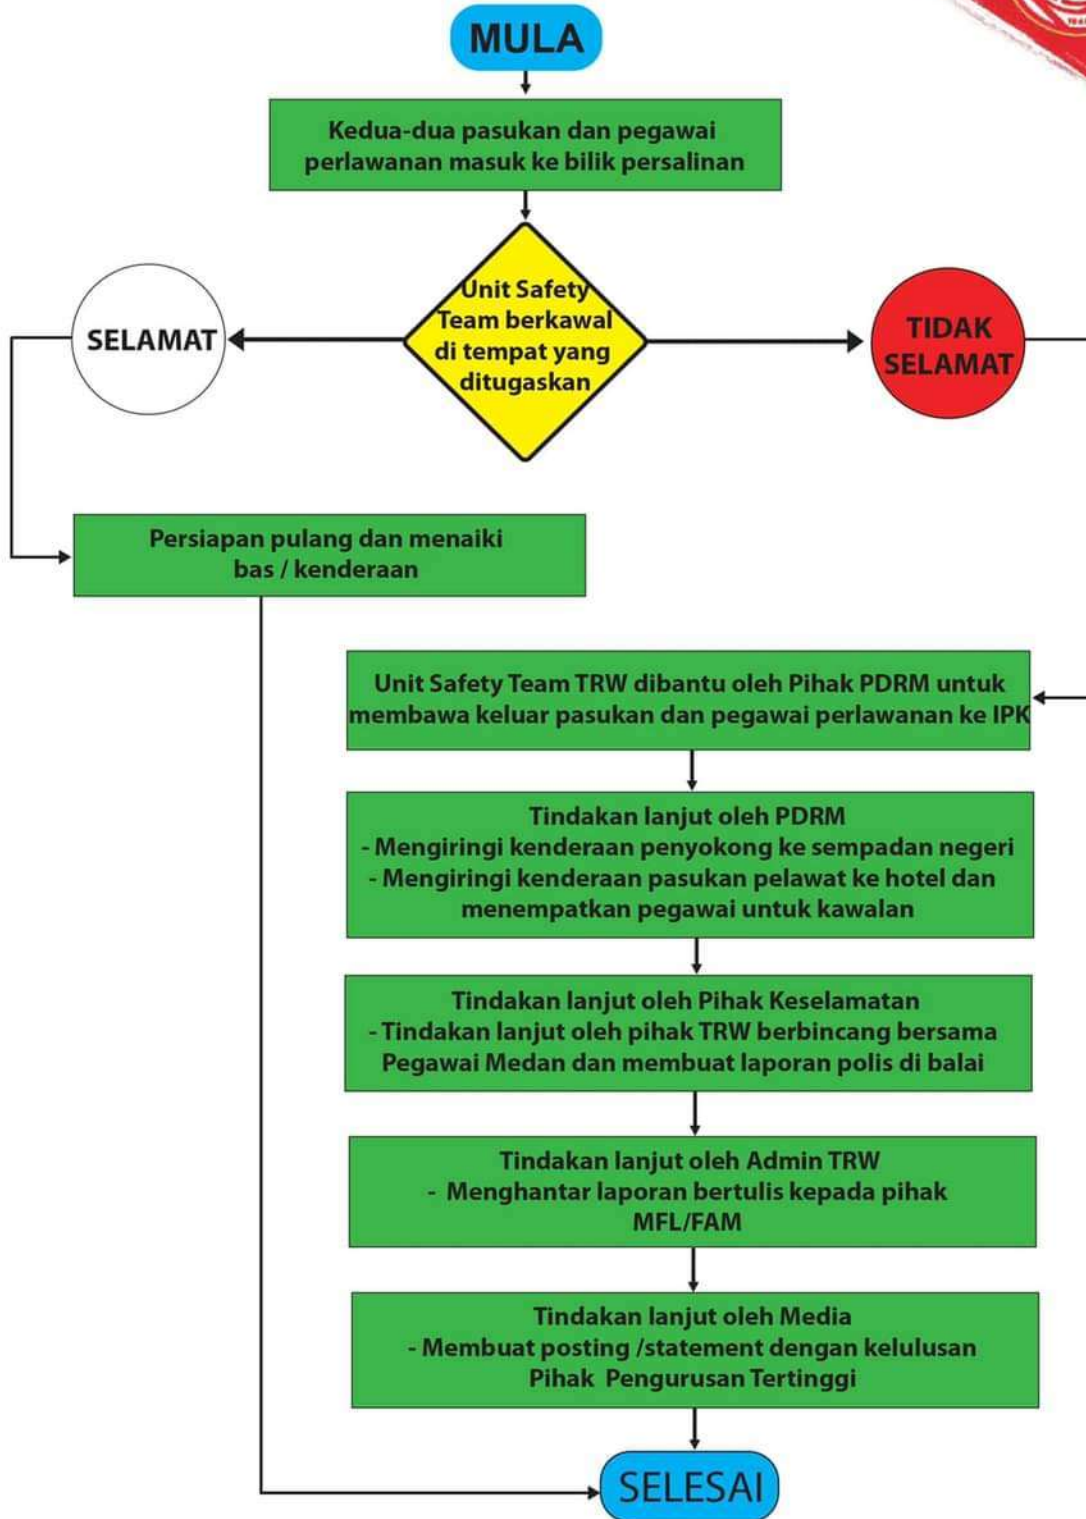 MULA
Kedua-dua pasukan dan pegawai
perlawanan masuk ke bilik persalinan
Unit Safety
Team berkawal
di tempat yang
ditugaskan
SELAMAT
TIDAK
SELAMAT
Persiapan pulang dan menaiki
bas / kenderaan
Unit Safety Team TRW dibantu oleh Pihak PDRM untuk
membawa keluar pasukan dan pegawai perlawanan ke IPK
Tindakan lanjut oleh PDRM
- Mengiringi kenderaan penyokong ke sempadan negeri
- Mengiringi kenderaan pasukan pelawat ke hotel dan
menempatkan pegawai untuk kawalan
Tindakan lanjut oleh Pihak Keselamatan
- Tindakan lanjut oleh pihak TRW berbincang bersama
Pegawai Medan dan membuat laporan polis di balai
Tindakan lanjut oleh Admin TRW
- Menghantar laporan bertulis kepada pihak
MFL/FAM
Tindakan lanjut oleh Media
- Membuat posting /statement dengan kelulusan
Pihak Pengurusan Tertinggi
SELESAI